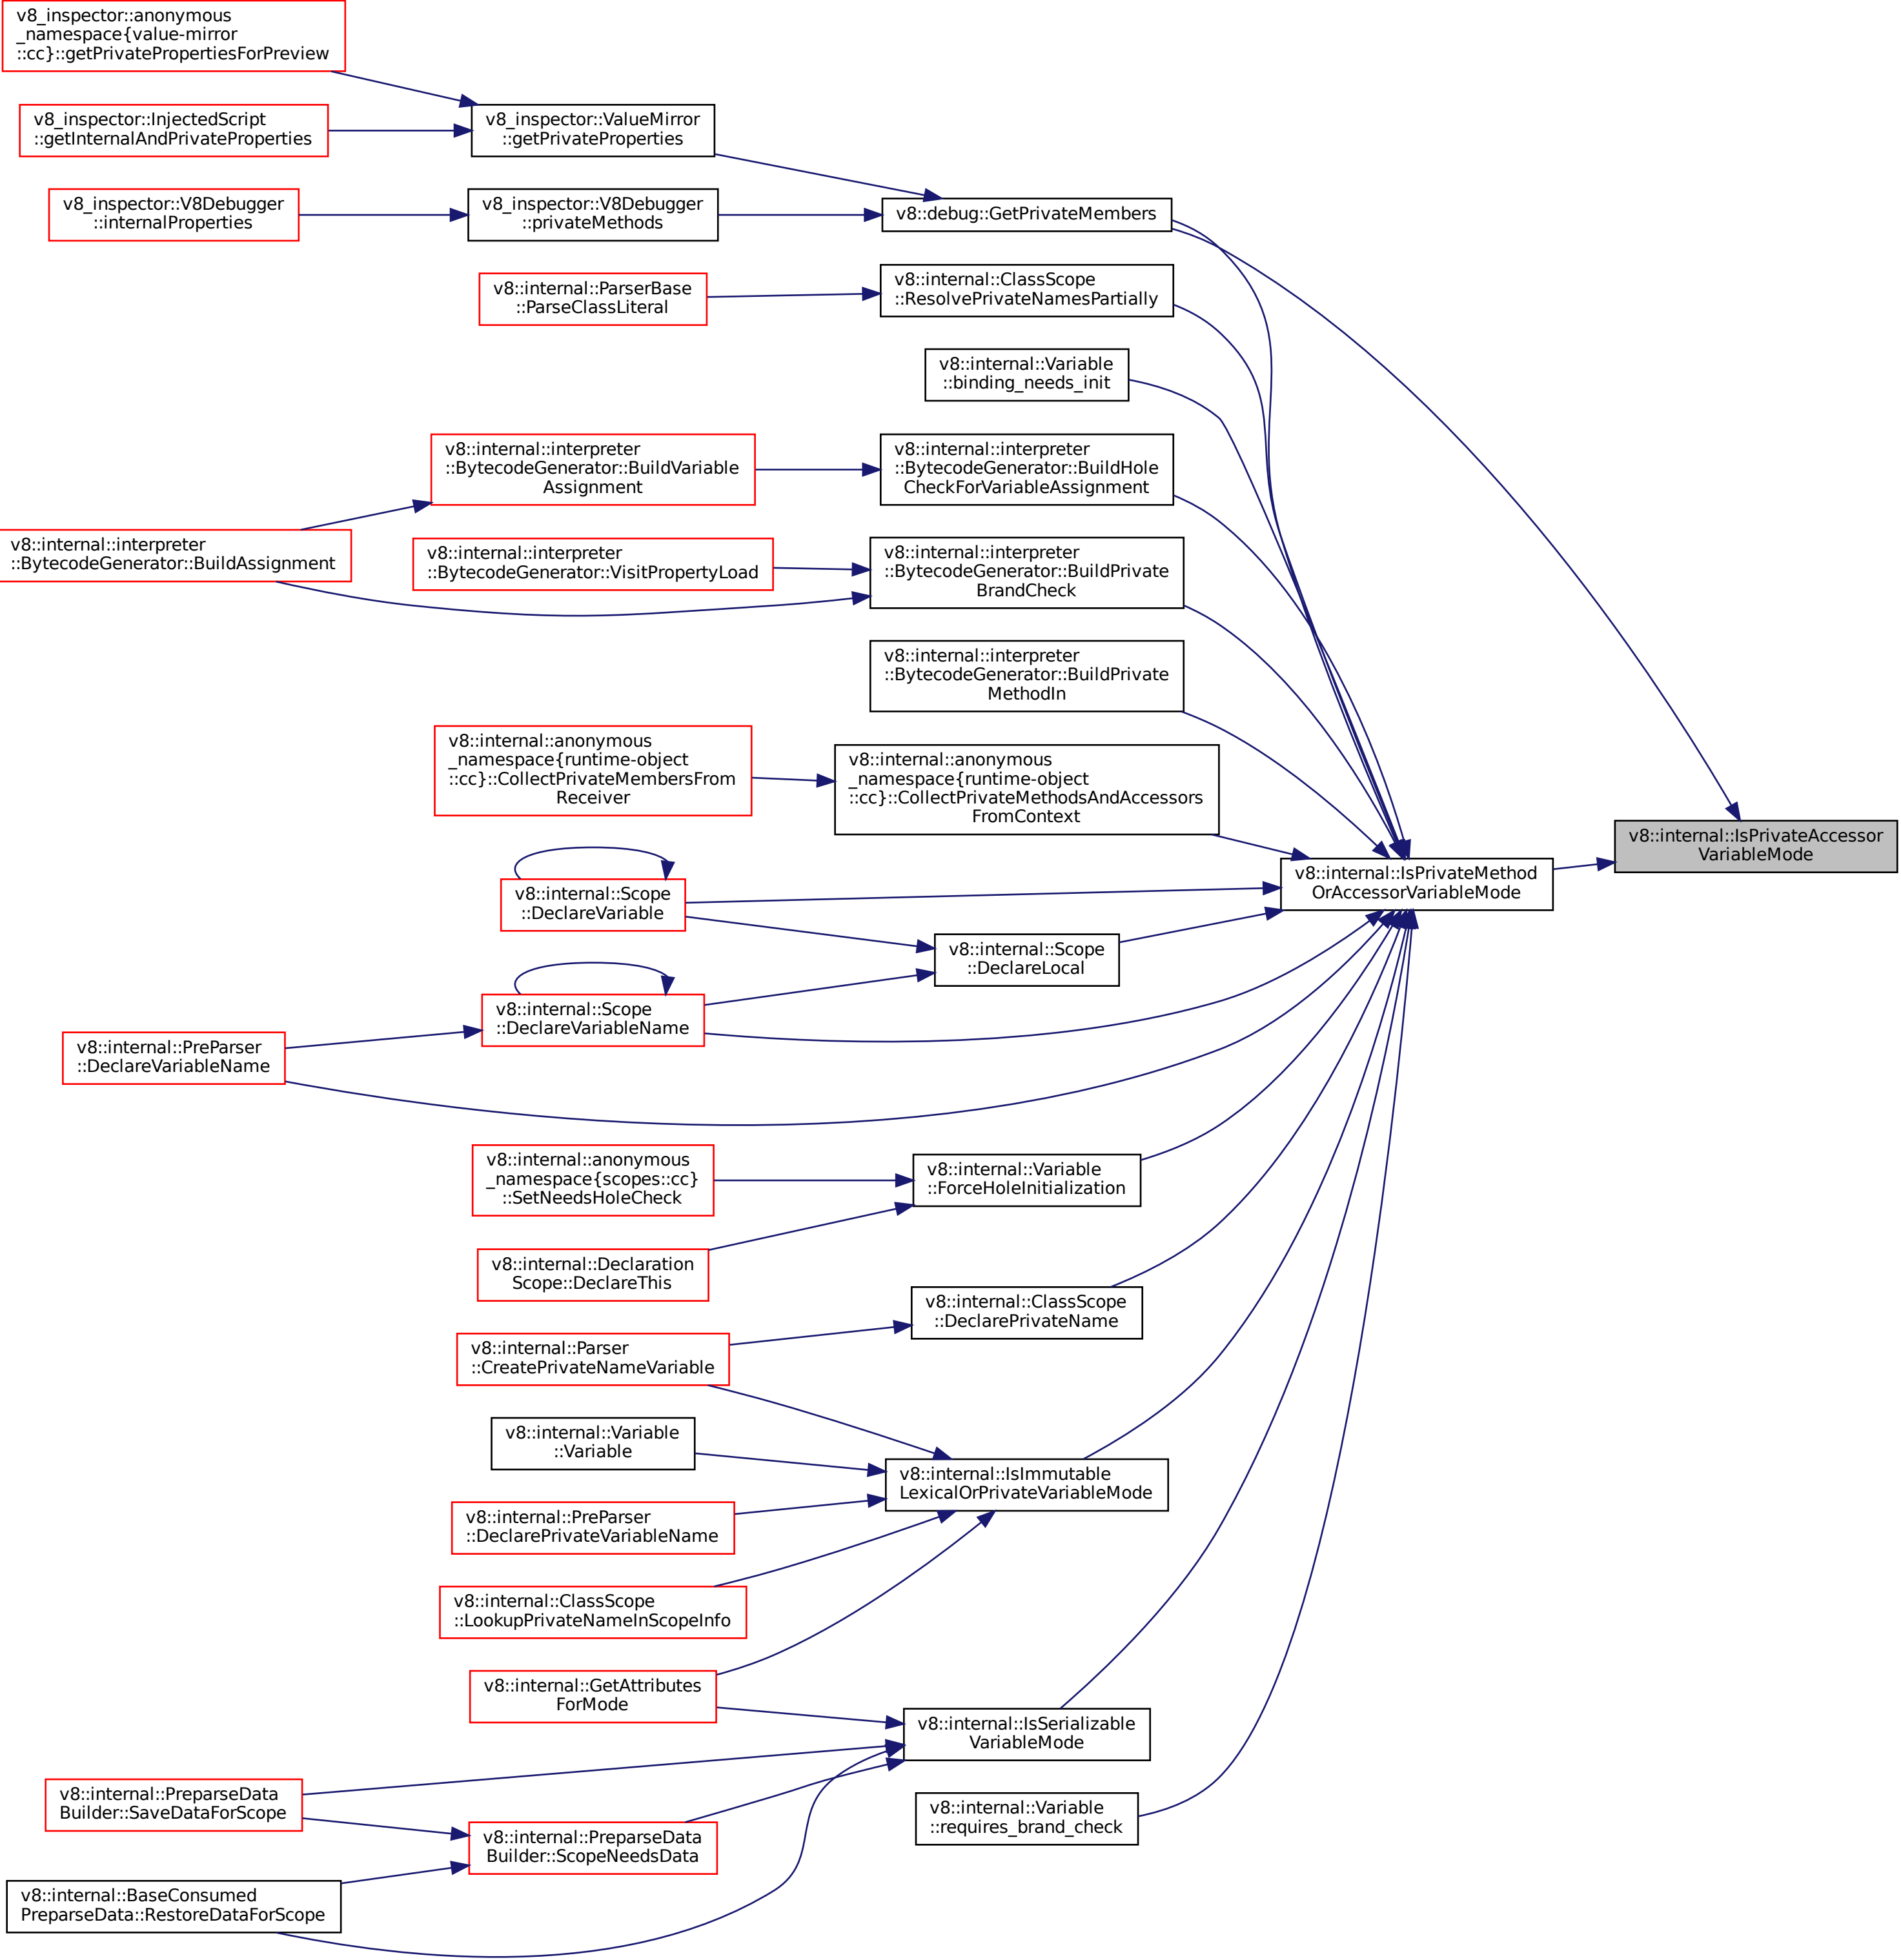 v8_inspector::anonymous
_namespace{value-mirror
::cc}::getPrivatePropertiesForPreview
v8_inspector::InjectedScript
::getInternalAndPrivateProperties
v8_inspector::ValueMirror
::getPrivateProperties
v8_inspector::V8Debugger
::internalProperties
v8_inspector::V8Debugger
::privateMethods
v8::debug::GetPrivateMembers
v8::internal::ParserBase
::ParseClassLiteral
v8::internal::ClassScope
::ResolvePrivateNamesPartially
v8::internal::Variable
::binding_needs_init
v8::internal::interpreter
::BytecodeGenerator::BuildVariable
Assignment
v8::internal::interpreter
::BytecodeGenerator::BuildHole
CheckForVariableAssignment
v8::internal::interpreter
::BytecodeGenerator::BuildAssignment
v8::internal::interpreter
::BytecodeGenerator::VisitPropertyLoad
v8::internal::interpreter
::BytecodeGenerator::BuildPrivate
BrandCheck
v8::internal::interpreter
::BytecodeGenerator::BuildPrivate
MethodIn
v8::internal::anonymous
_namespace{runtime-object
::cc}::CollectPrivateMembersFrom
Receiver
v8::internal::anonymous
_namespace{runtime-object
::cc}::CollectPrivateMethodsAndAccessors
FromContext
v8::internal::IsPrivateAccessor
VariableMode
v8::internal::IsPrivateMethod
OrAccessorVariableMode
v8::internal::Scope
::DeclareVariable
v8::internal::Scope
::DeclareLocal
v8::internal::Scope
::DeclareVariableName
v8::internal::PreParser
::DeclareVariableName
v8::internal::anonymous
_namespace{scopes::cc}
::SetNeedsHoleCheck
v8::internal::Variable
::ForceHoleInitialization
v8::internal::Declaration
Scope::DeclareThis
v8::internal::ClassScope
::DeclarePrivateName
v8::internal::Parser
::CreatePrivateNameVariable
v8::internal::Variable
::Variable
v8::internal::IsImmutable
LexicalOrPrivateVariableMode
v8::internal::PreParser
::DeclarePrivateVariableName
v8::internal::ClassScope
::LookupPrivateNameInScopeInfo
v8::internal::GetAttributes
ForMode
v8::internal::IsSerializable
VariableMode
v8::internal::PreparseData
Builder::SaveDataForScope
v8::internal::Variable
::requires_brand_check
v8::internal::PreparseData
Builder::ScopeNeedsData
v8::internal::BaseConsumed
PreparseData::RestoreDataForScope